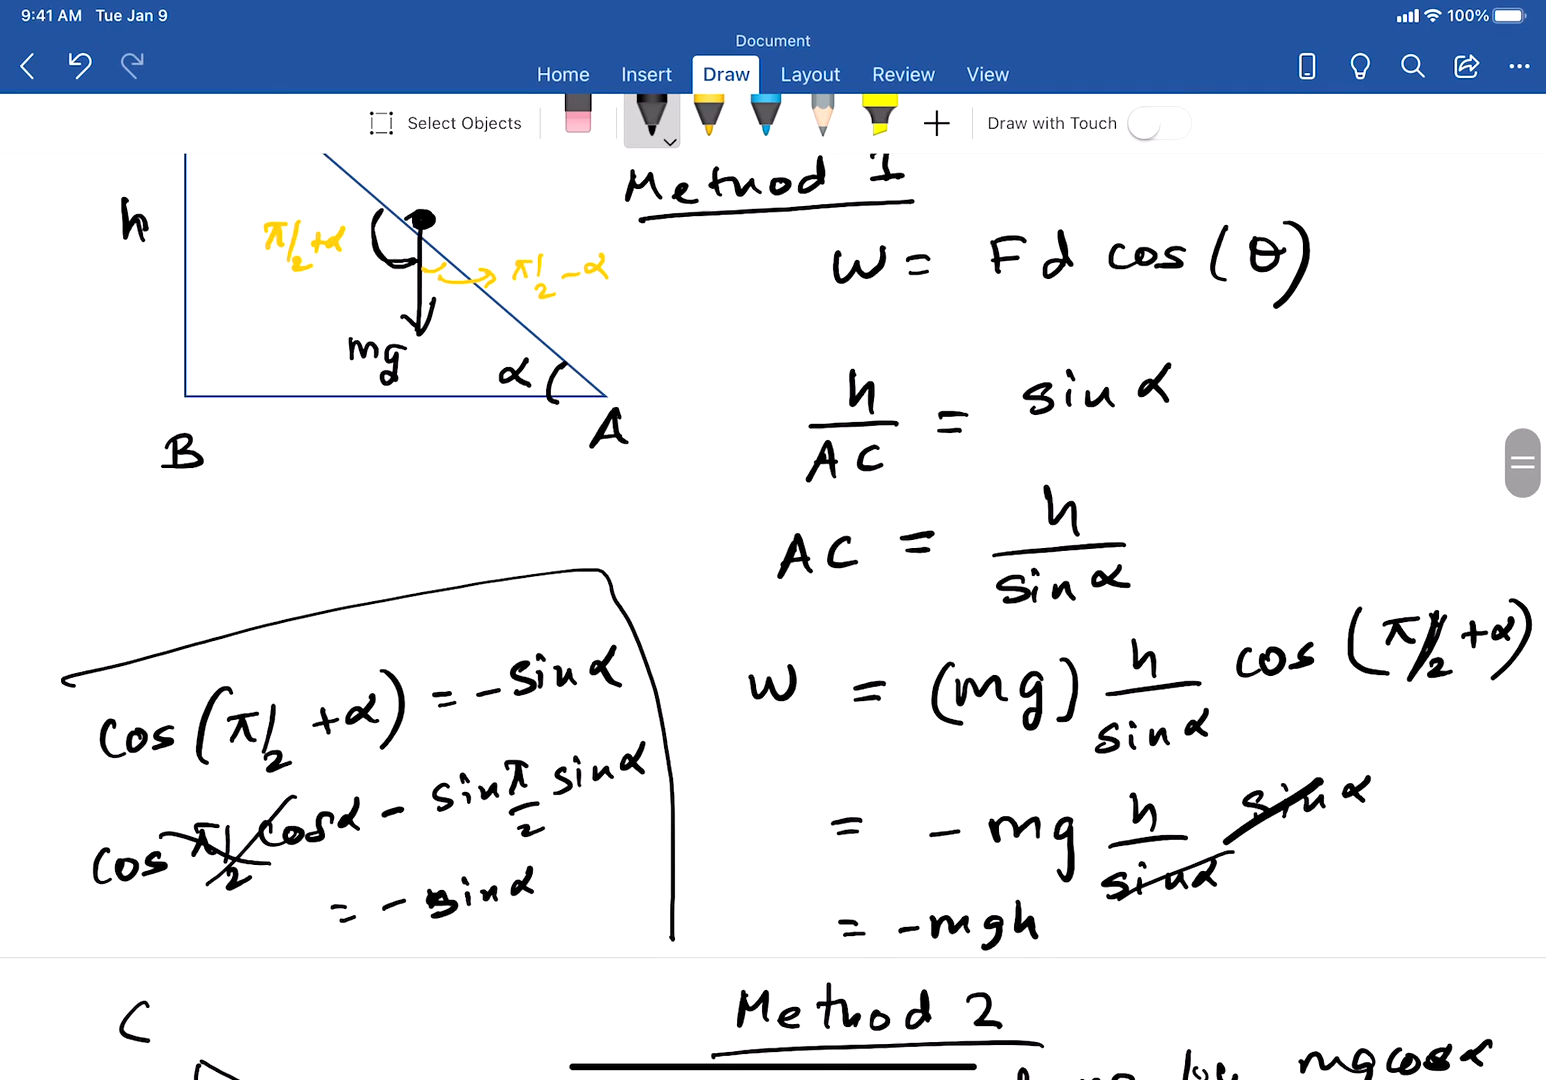 9:41 AM Tue Jan 9
100%
Document
Home Insert Draw Layout Review View
Select Objects
Draw with Touch
Method 1
h
π/2+α
π/2 - α
mg
α
A
B
W = Fd cos(θ)
h/AC = sin α
AC = h/sin α
W = (mg) h/sin α cos(π/2+α)
= - mg h/sin α sin α
= -mgh
cos(π/2 +α) = - sin α
cos π/2 cos α - sin π/2 sin α
= - sin α
C
Method 2
mg cos α